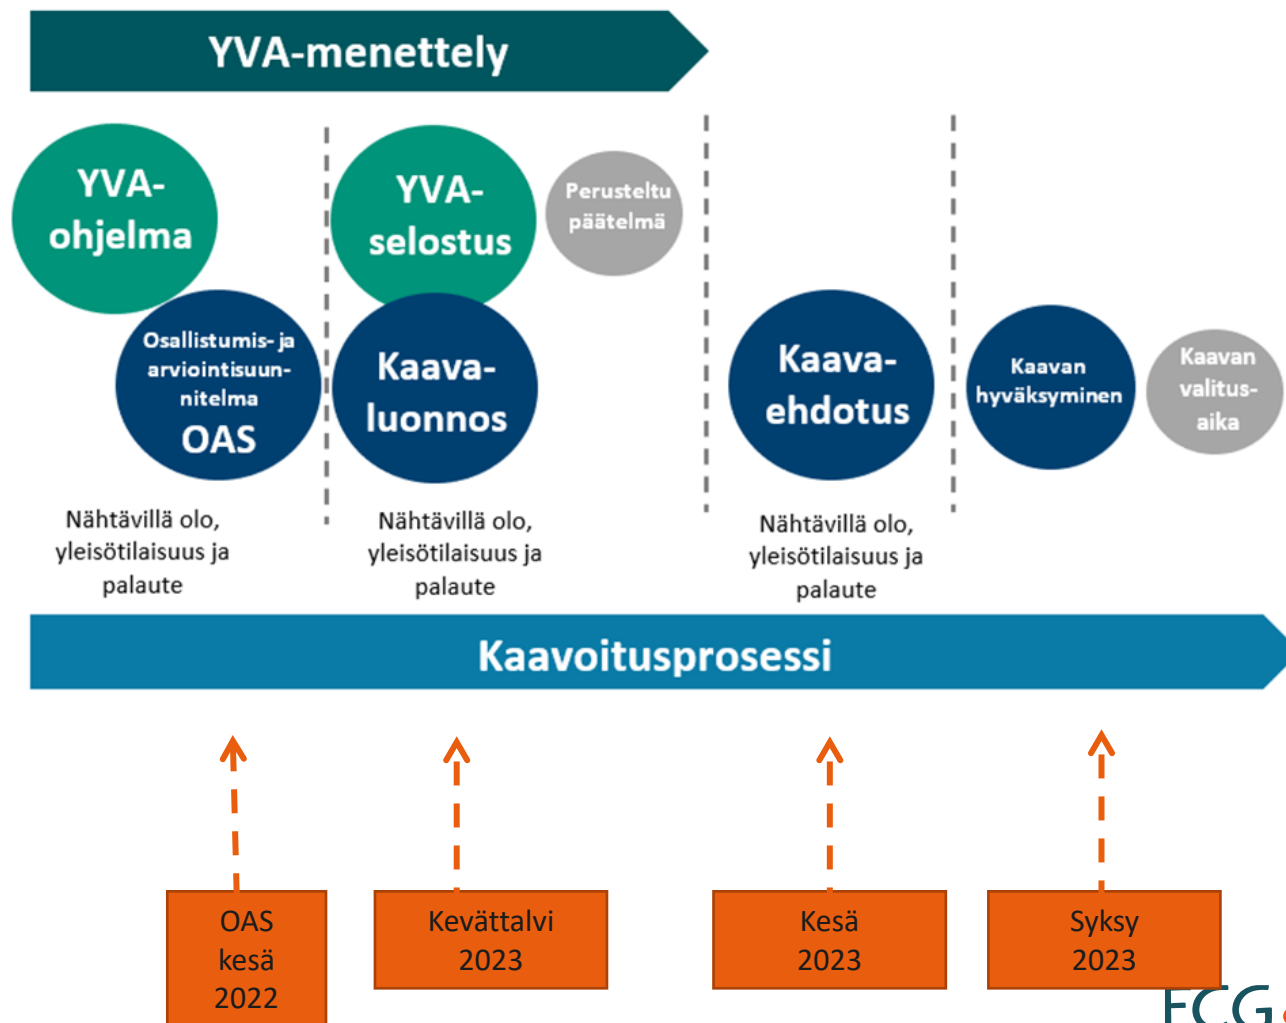 YVA-menettely
YVA-
ohjelma
YVA-
selostus
Perusteltu
päätelmä
Osallistumis- ja
arviointisuun-
nitelma
OAS
Kaava-
luonnos
Kaava-
ehdotus
Kaavan
hyväksyminen
Kaavan
valitus-
aika
Nähtävillä olo,
yleisötilaisuus ja
palaute
Nähtävillä olo,
yleisötilaisuus ja
palaute
Nähtävillä olo,
yleisötilaisuus ja
palaute
Kaavoitusprosessi
OAS
kesä
2022
Kevättalvi
2023
Kesä
2023
Syksy
2023
FCG